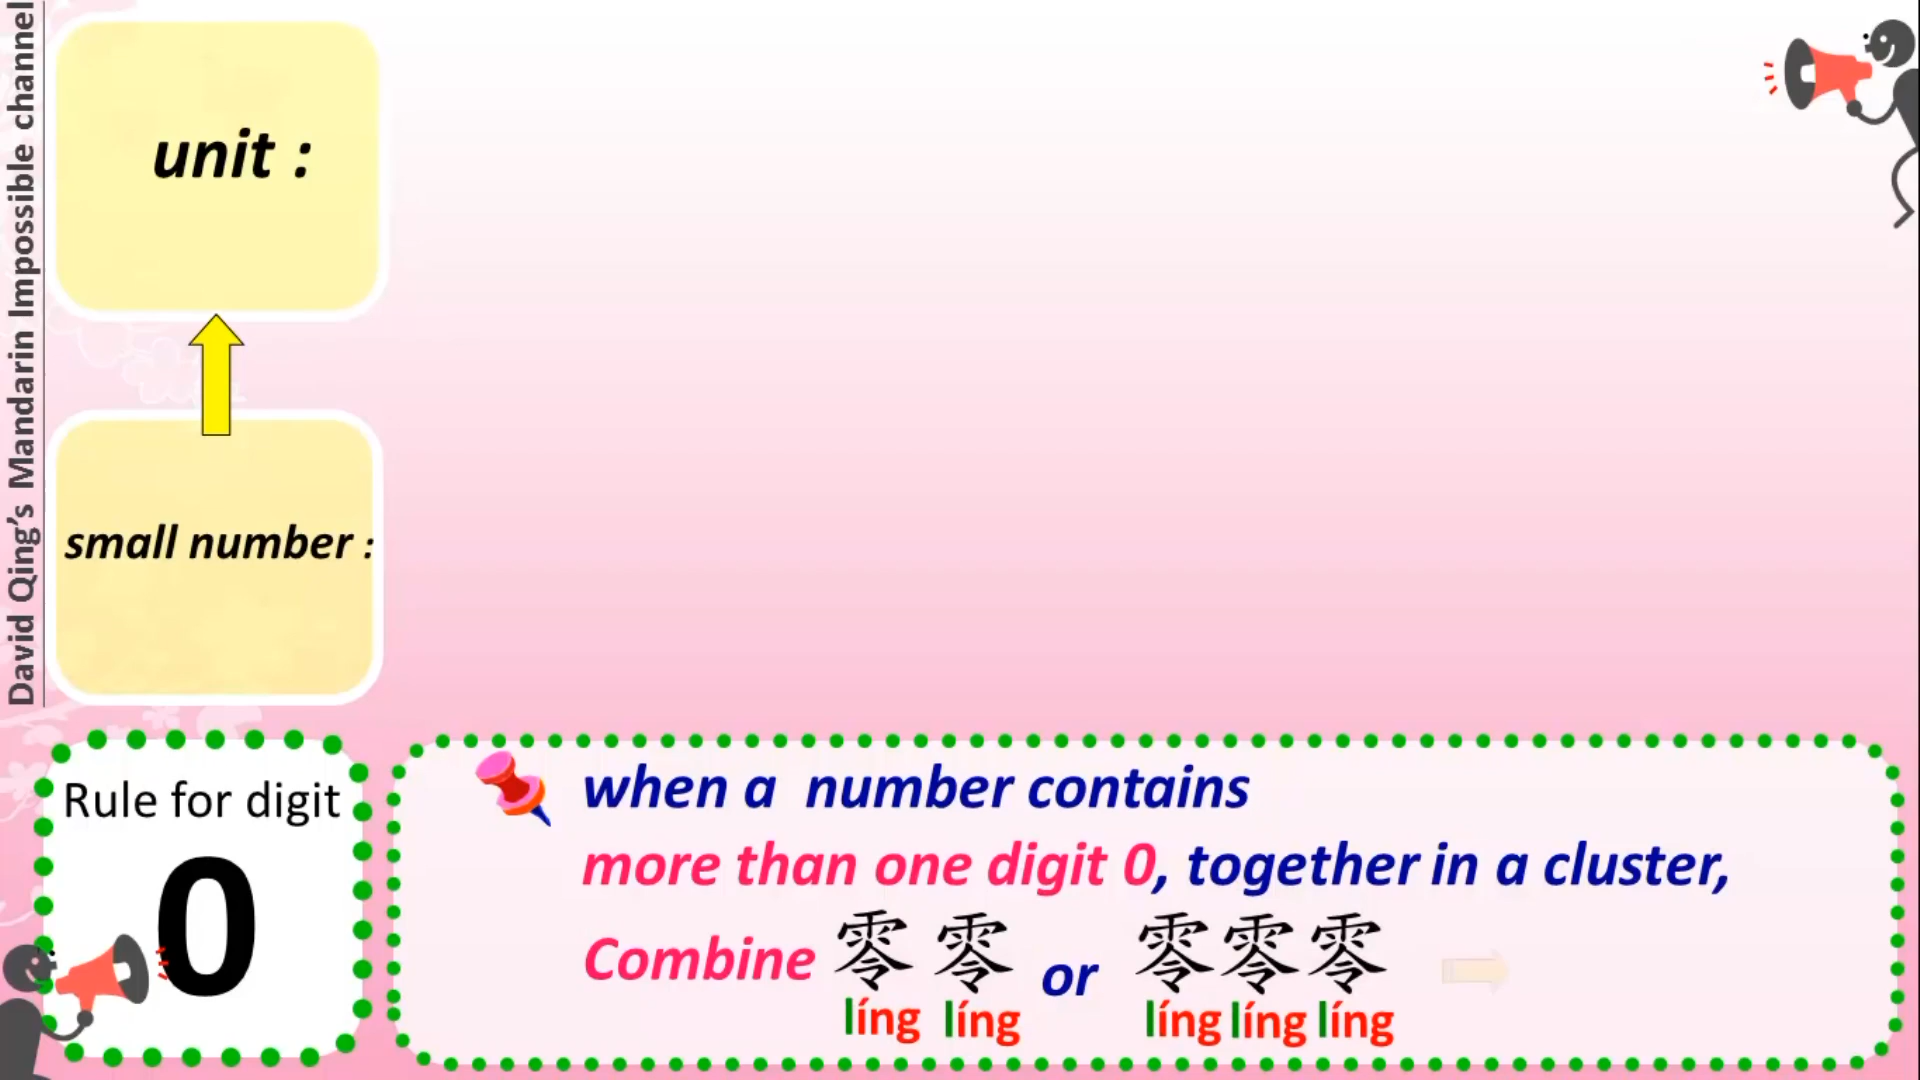 David Qing's Mandarin Impossible channel
unit :
small number :
Rule for digit
0
when a number contains
more than one digit 0, together in a cluster,
Combine 零 零 or 零零零
líng líng líng líng líng